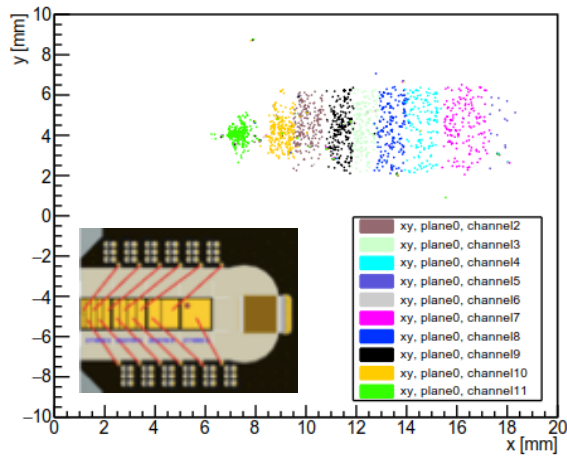 y [mm]
10
8
6
4
2
0
−2
−4
−6
−8
−10
xy, plane0, channel2
xy, plane0, channel3
xy, plane0, channel4
xy, plane0, channel5
xy, plane0, channel6
xy, plane0, channel7
xy, plane0, channel8
xy, plane0, channel9
xy, plane0, channel10
xy, plane0, channel11
0 2 4 6 8 10 12 14 16 18 20
x [mm]